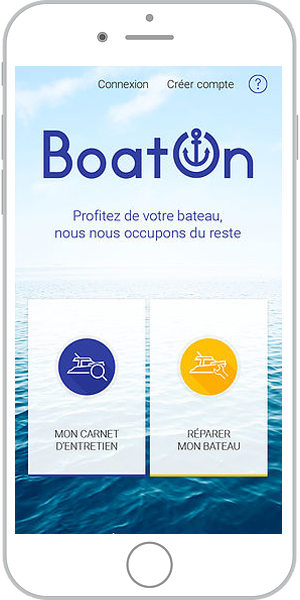 Connexion Créer compte ?
BoatOn
Profitez de votre bateau,
nous nous occupons du reste
MON CARNET
D'ENTRETIEN
RÉPARER
MON BATEAU